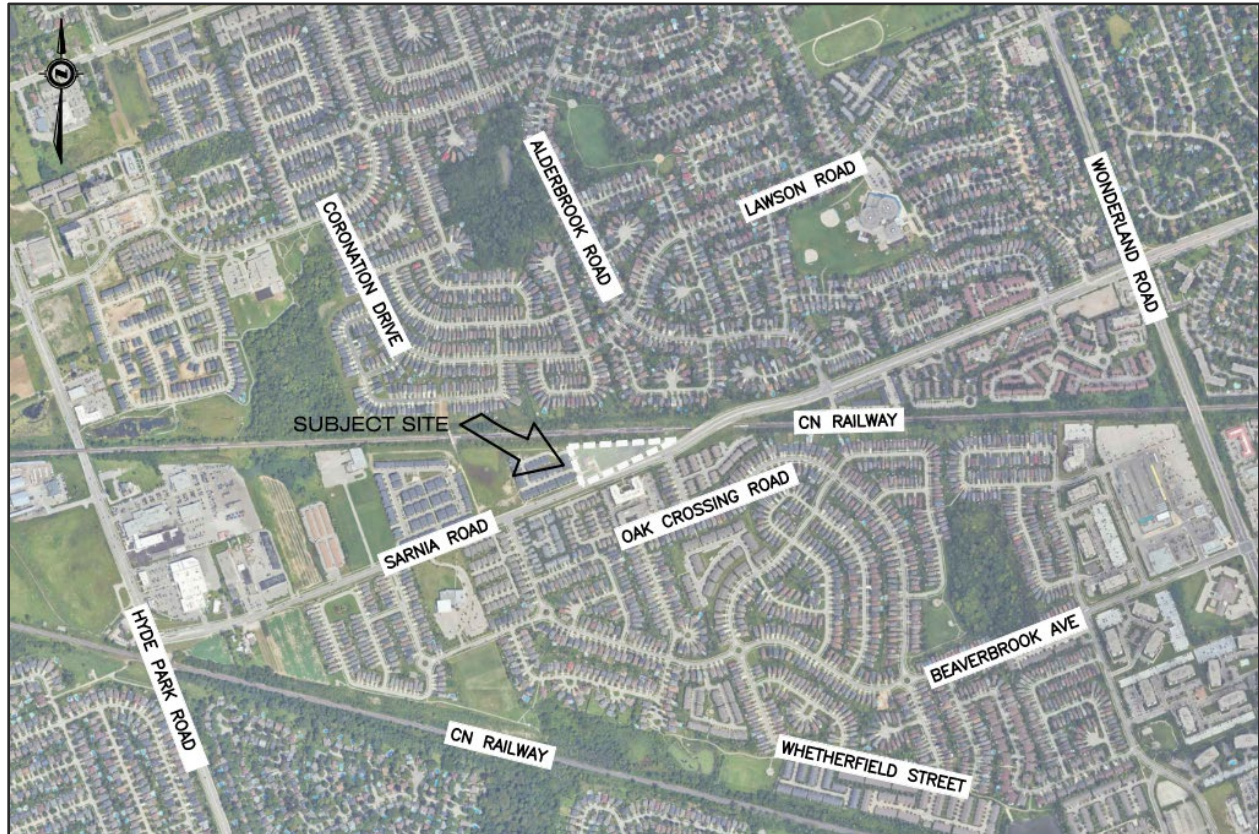 ALDERBROOK ROAD
LAWSON ROAD
WONDERLAND ROAD
CORONATION DRIVE
SUBJECT SITE
CN RAILWAY
OAK CROSSING ROAD
SARNIA ROAD
HYDE PARK ROAD
BEAVERBROOK AVE
CN RAILWAY
WHETHERFIELD STREET